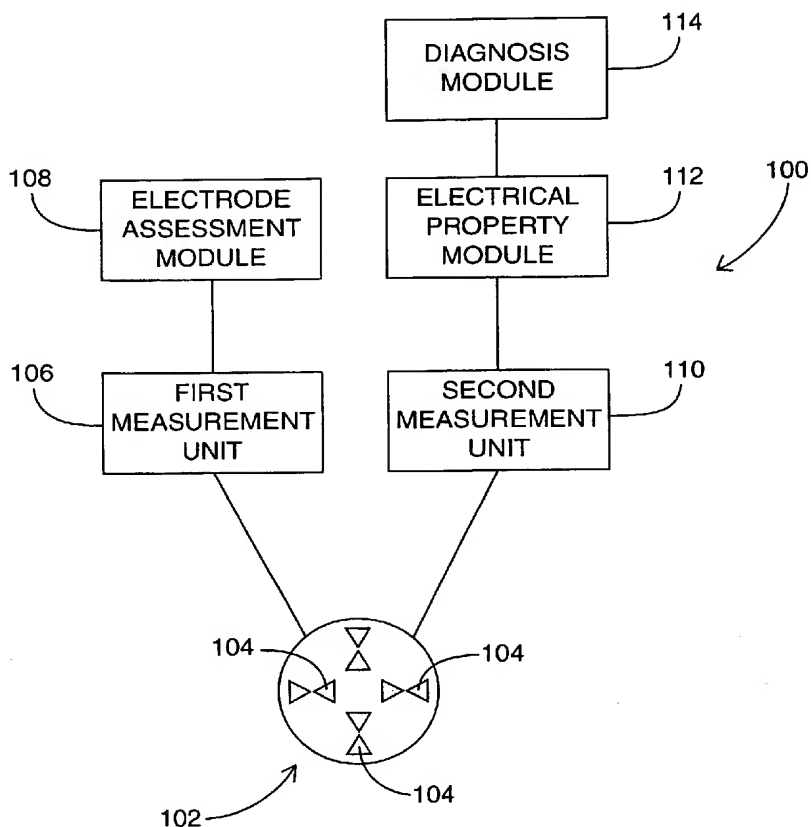 114
DIAGNOSIS
MODULE
100
108
ELECTRODE
ASSESSMENT
MODULE
112
ELECTRICAL
PROPERTY
MODULE
106
FIRST
MEASUREMENT
UNIT
110
SECOND
MEASUREMENT
UNIT
104
104
104
102